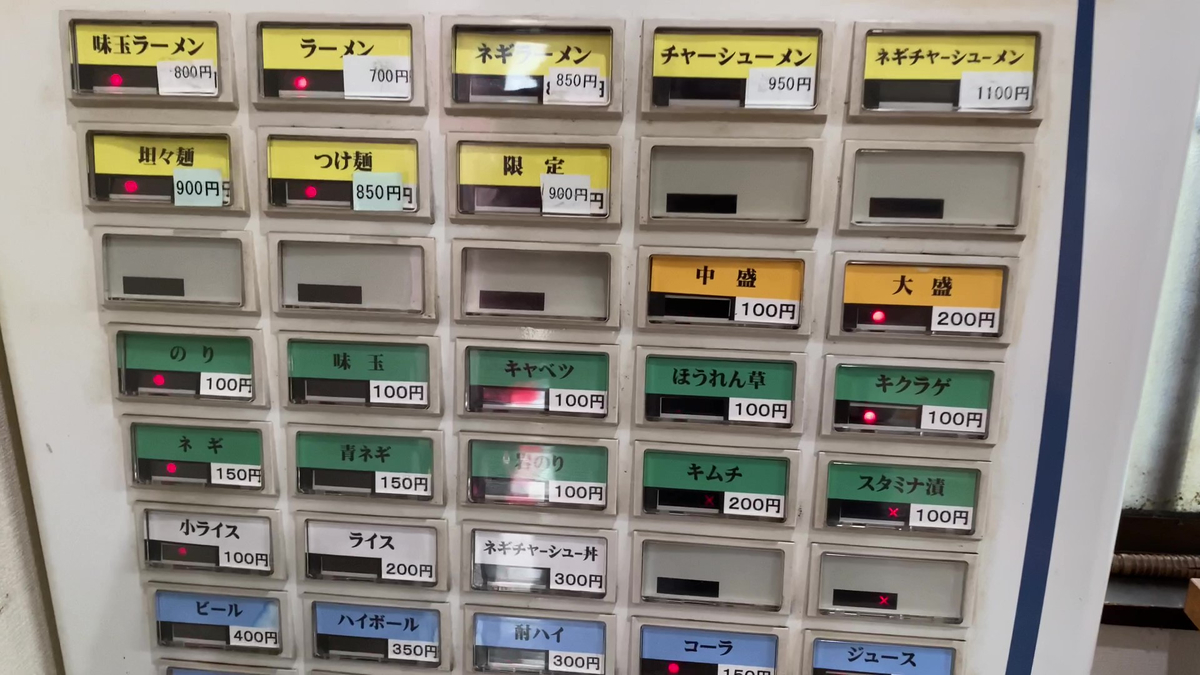 味玉ラーメン
800円
ラーメン
700円
ネギラーメン
850円
チャーシューメン
950円
ネギチャーシューメン
1100円
坦々麺
900円
つけ麺
850円
限定
900円
中盛
100円
大盛
200円
のり
100円
味玉
100円
キャベツ
100円
ほうれん草
100円
キクラゲ
100円
ネギ
150円
青ネギ
150円
岩のり
100円
キムチ
200円
スタミナ漬
100円
小ライス
100円
ライス
200円
ネギチャーシュー丼
300円
ビール
400円
ハイボール
350円
酎ハイ
300円
コーラ
150円
ジュース